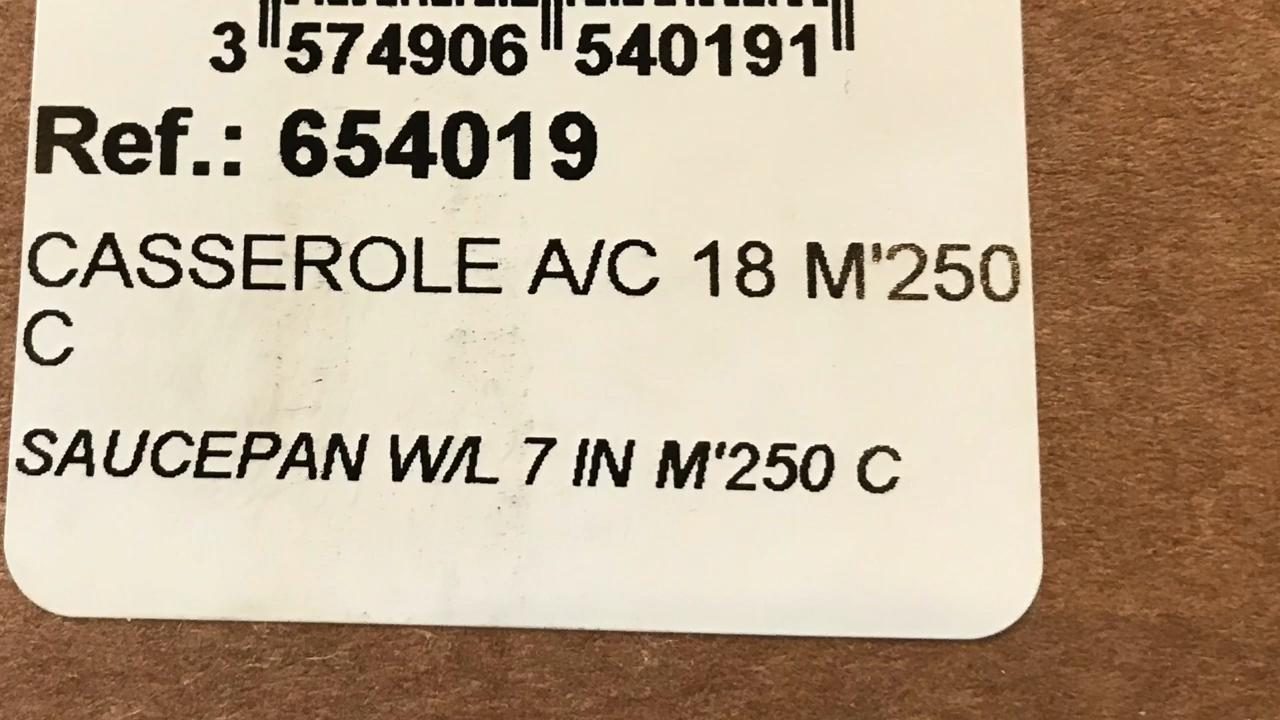 3 574906 540191
Ref.: 654019
CASSEROLE A/C 18 M'250
C
SAUCEPAN W/L 7 IN M'250 C